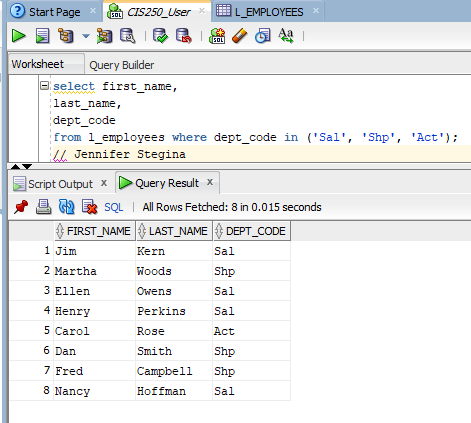 Start Page CIS250_User L_EMPLOYEES
SQL Aa
Worksheet Query Builder
select first_name,
last_name,
dept_code
from l_employees where dept_code in ('Sal', 'Shp', 'Act');
// Jennifer Stegina
Script Output x Query Result x
SQL | All Rows Fetched: 8 in 0.015 seconds
FIRST_NAME LAST_NAME DEPT_CODE
1 Jim Kern Sal
2 Martha Woods Shp
3 Ellen Owens Sal
4 Henry Perkins Sal
5 Carol Rose Act
6 Dan Smith Shp
7 Fred Campbell Shp
8 Nancy Hoffman Sal